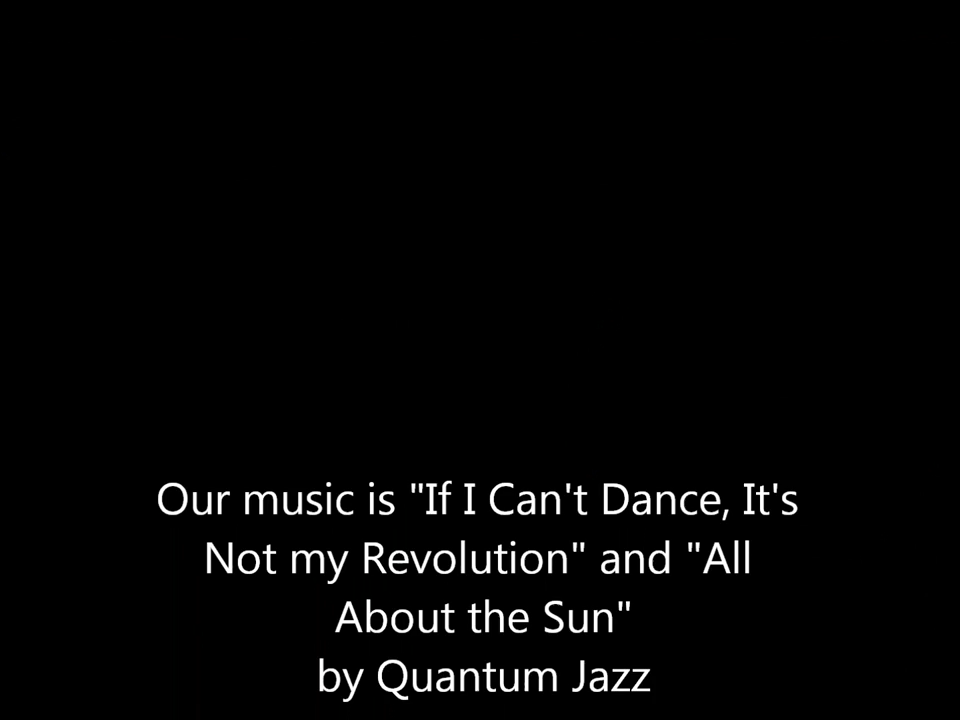 Our music is "If I Can't Dance, It's
Not my Revolution" and "All
About the Sun"
by Quantum Jazz